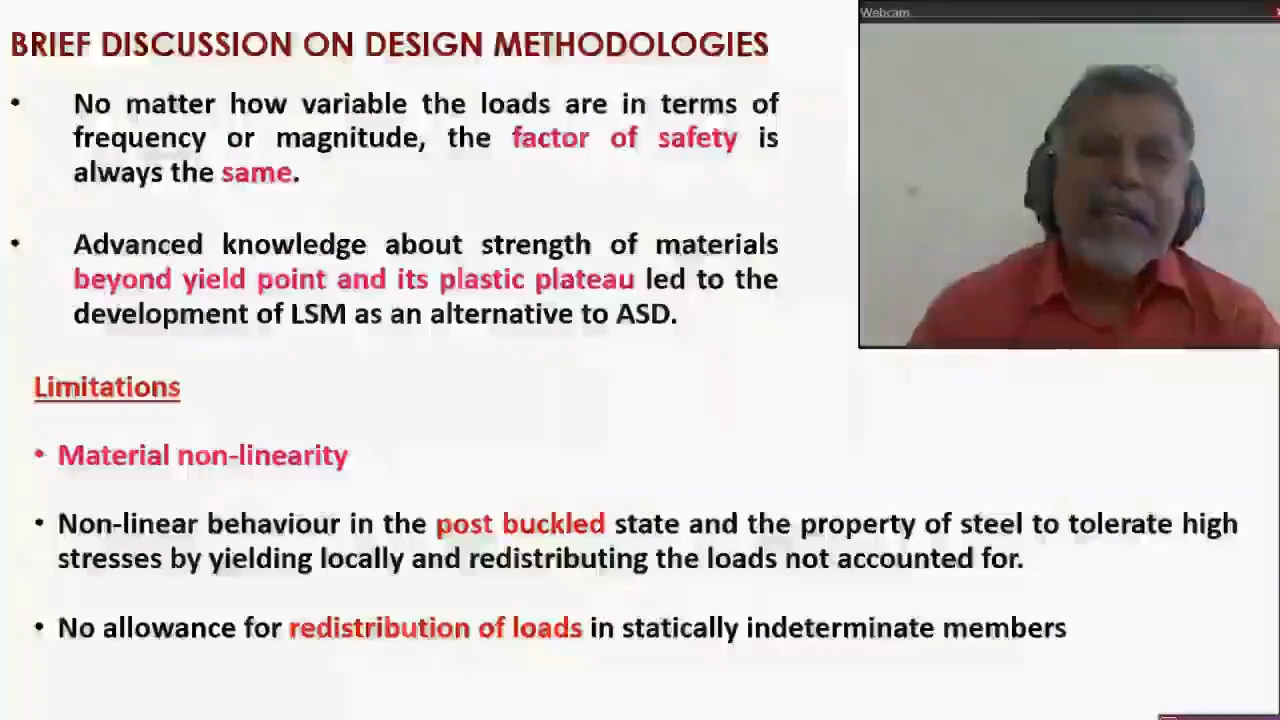 BRIEF DISCUSSION ON DESIGN METHODOLOGIES
Webcam
• No matter how variable the loads are in terms of
frequency or magnitude, the factor of safety is
always the same.
• Advanced knowledge about strength of materials
beyond yield point and its plastic plateau led to the
development of LSM as an alternative to ASD.
Limitations
• Material non-linearity
• Non-linear behaviour in the post buckled state and the property of steel to tolerate high
stresses by yielding locally and redistributing the loads not accounted for.
• No allowance for redistribution of loads in statically indeterminate members